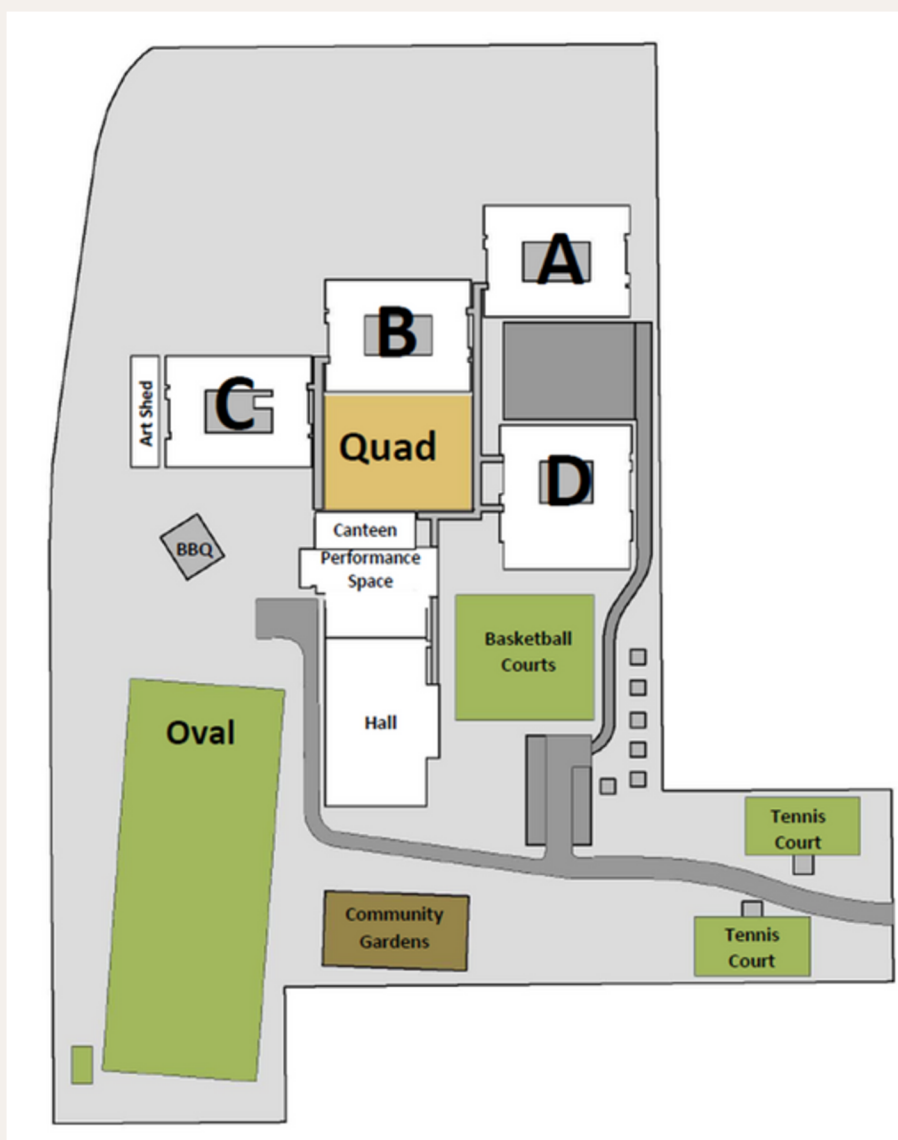 A
B
C
Art Shed
Quad
D
Canteen
BBQ
Performance
Space
Basketball
Courts
Oval
Hall
Tennis
Court
Community
Gardens
Tennis
Court